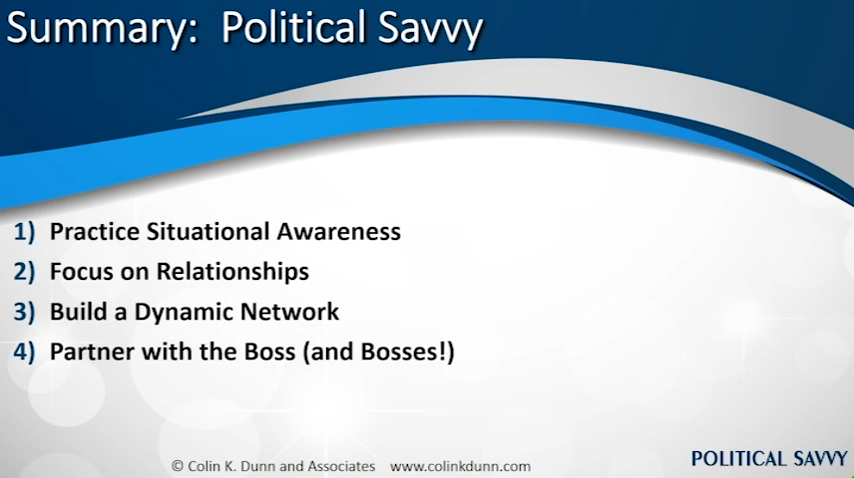 Summary: Political Savvy
1) Practice Situational Awareness
2) Focus on Relationships
3) Build a Dynamic Network
4) Partner with the Boss (and Bosses!)
© Colin K. Dunn and Associates www.colinkdunn.com
POLITICAL SAVVY